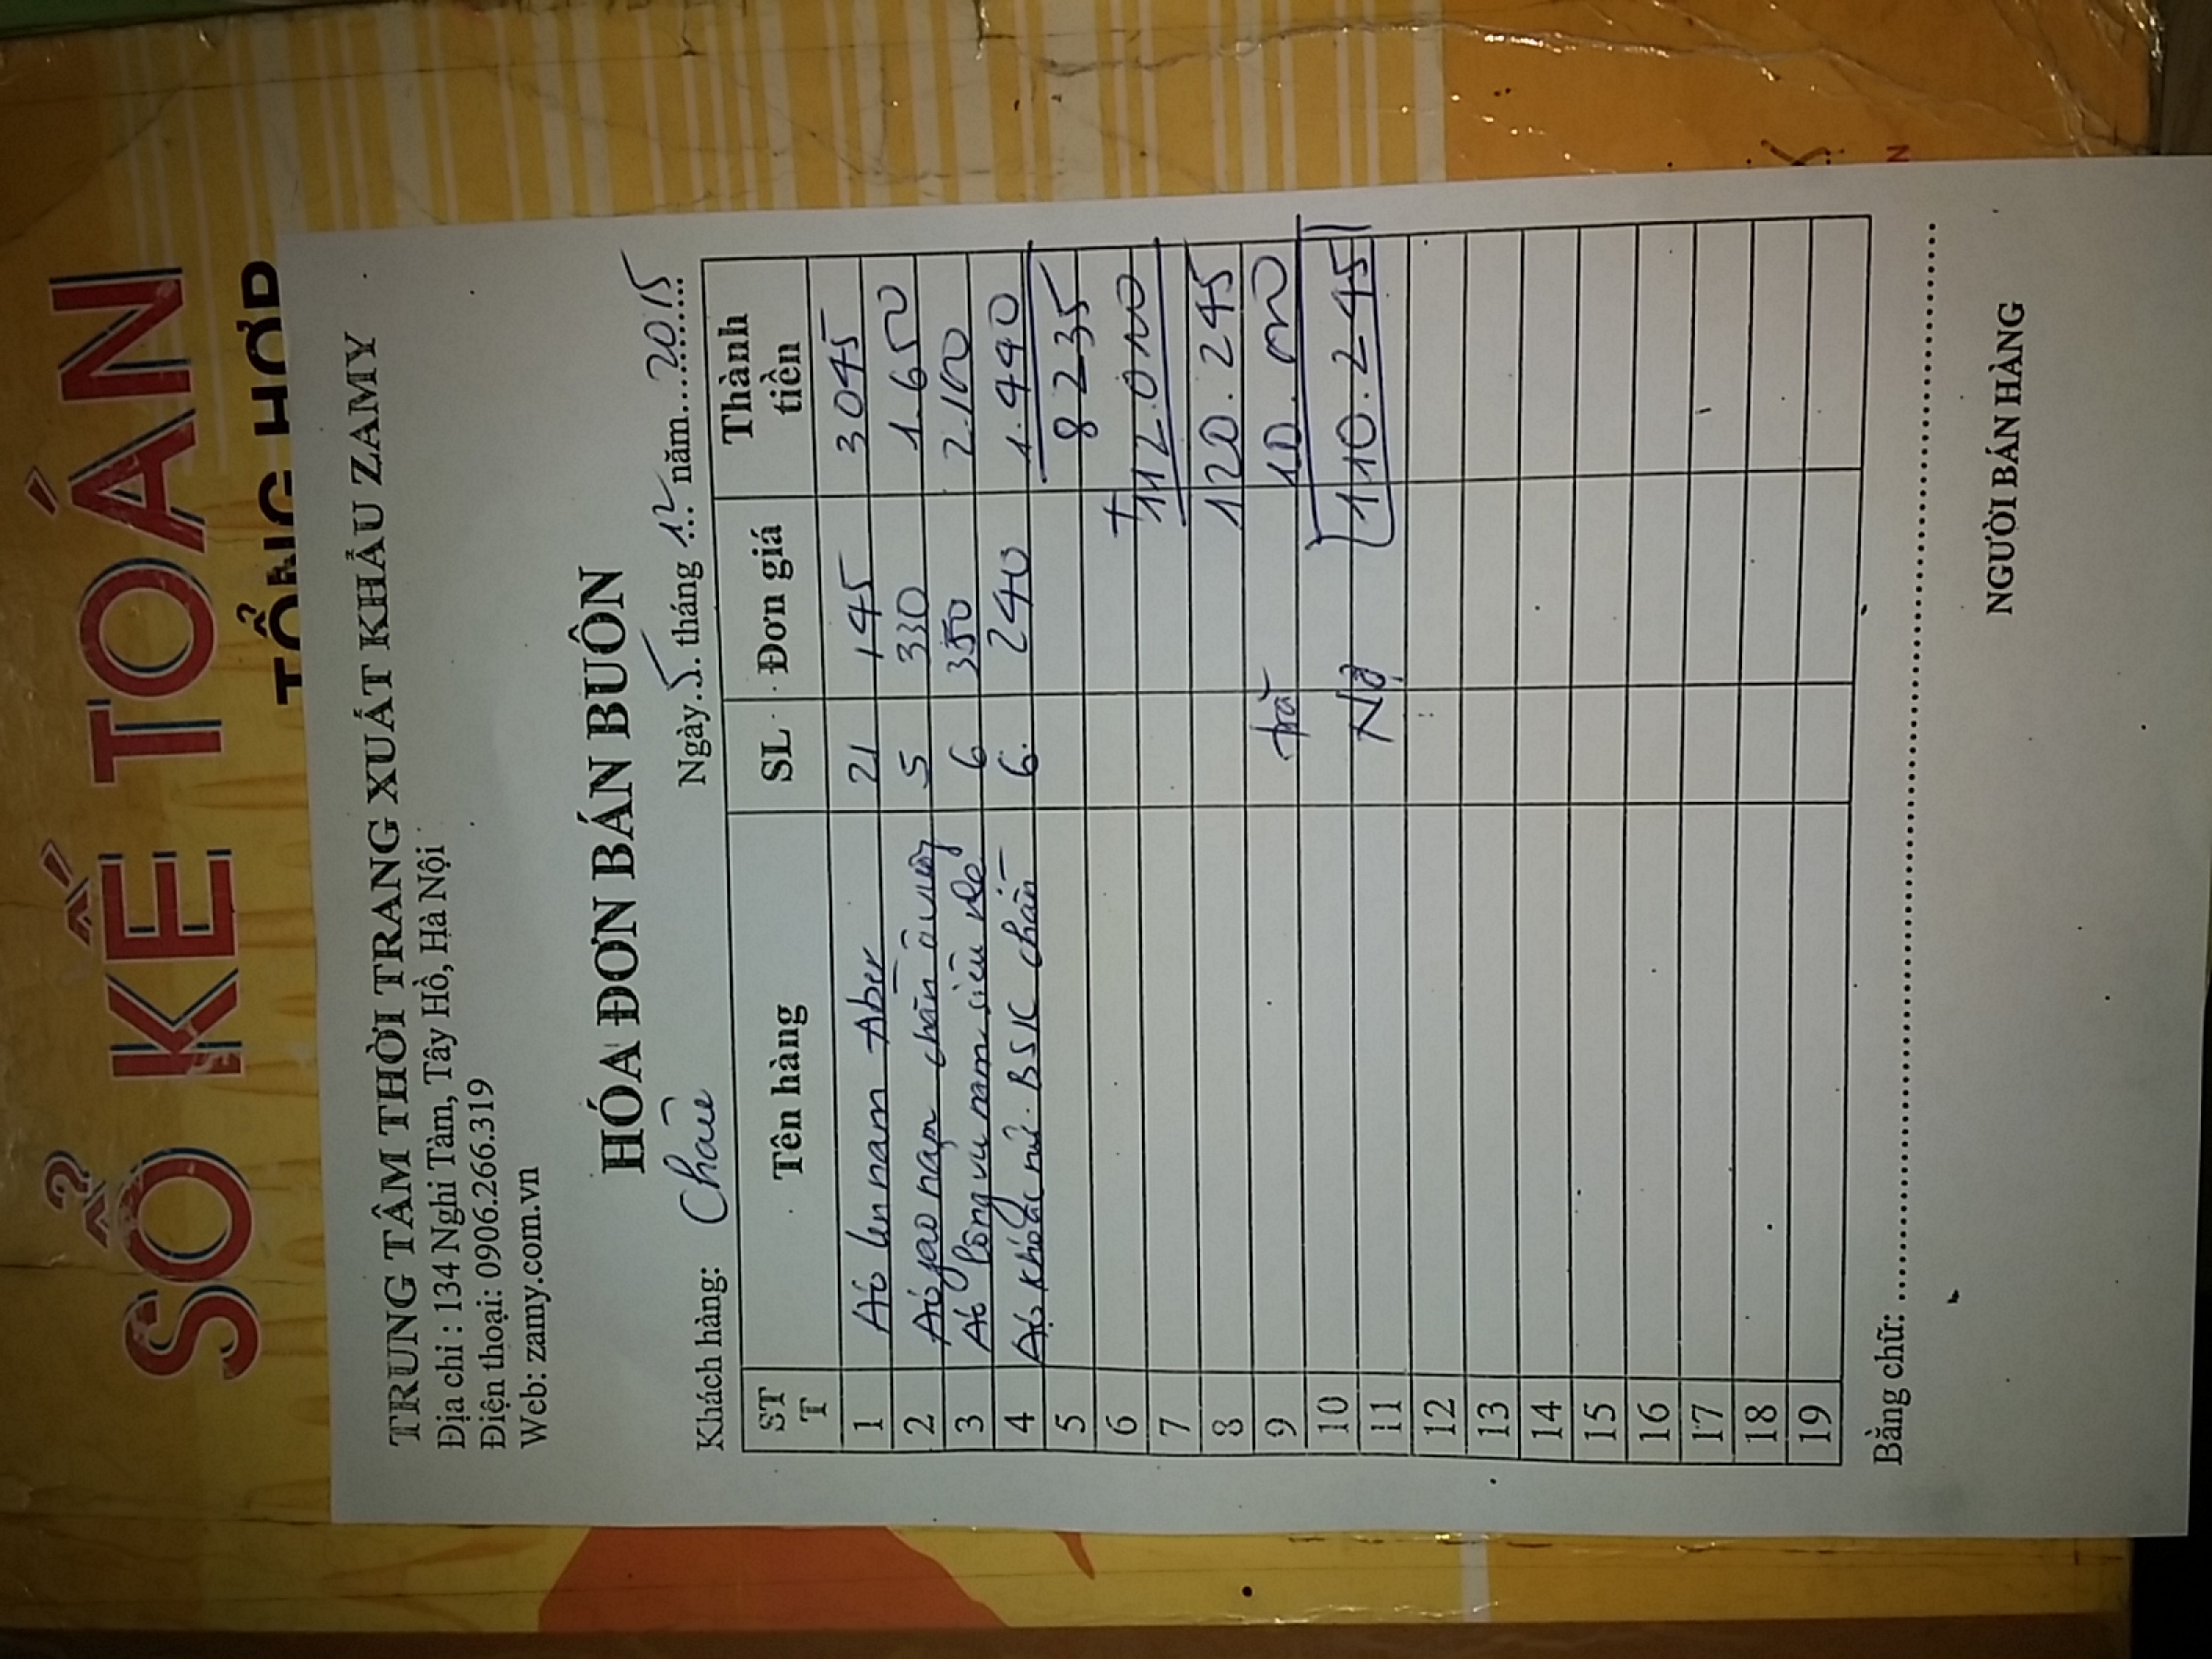 SỔ KẾ TOÁN
TỔNG HỢP
TRUNG TÂM THỜI TRANG XUẤT KHẨU ZAMY
Địa chỉ : 134 Nghi Tàm, Tây Hồ, Hà Nội
Điện thoại: 0906.266.319
Web: zamy.com.vn
HÓA ĐƠN BÁN BUÔN
Ngày 5 tháng 12 năm 2015
Khách hàng: Châu
STT Tên hàng SL Đơn giá Thành tiền
1 Áo len nam Aber 21 145 3045
2 Áo gao nam chần 5 330 1.650
3 Áo lông vũ nam siêu nhẹ 6 350 2.100
4 Áo khoác nữ BSIC chần 6 240 1.440
5 8235
6
7 +112.010
8 120.245
9 trả 10.000
10
11 Nợ 110.245
12
13
14
15
16
17
18
19
Bằng chữ:
NGƯỜI BÁN HÀNG